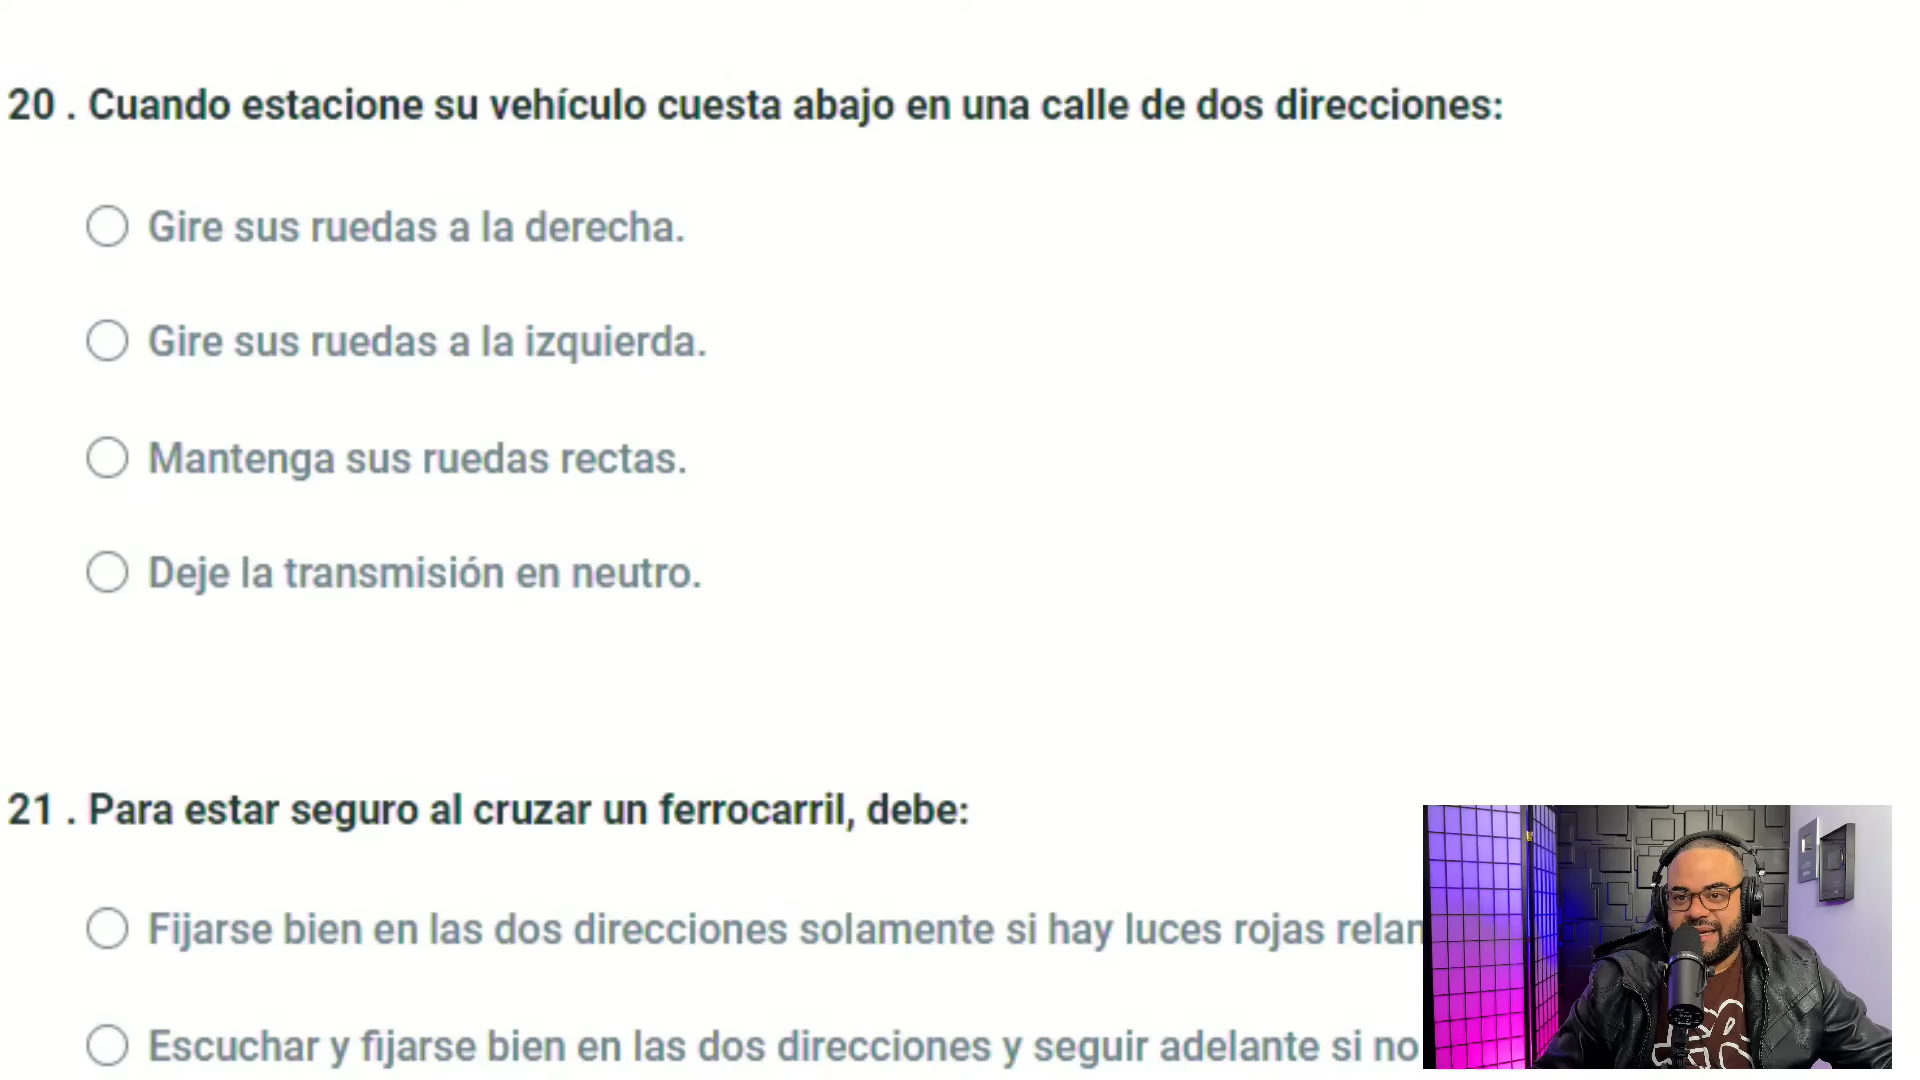 20 . Cuando estacione su vehículo cuesta abajo en una calle de dos direcciones:
Gire sus ruedas a la derecha.
Gire sus ruedas a la izquierda.
Mantenga sus ruedas rectas.
Deje la transmisión en neutro.
21 . Para estar seguro al cruzar un ferrocarril, debe:
Fijarse bien en las dos direcciones solamente si hay luces rojas
Escuchar y fijarse bien en las dos direcciones y seguir adelante si no